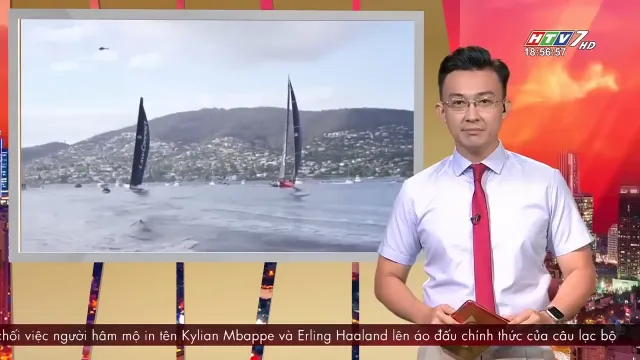 HTV7 HD
18:56:57
chối việc người hâm mộ in tên Kylian Mbappe và Erling Haaland lên áo đấu chính thức của câu lạc bộ